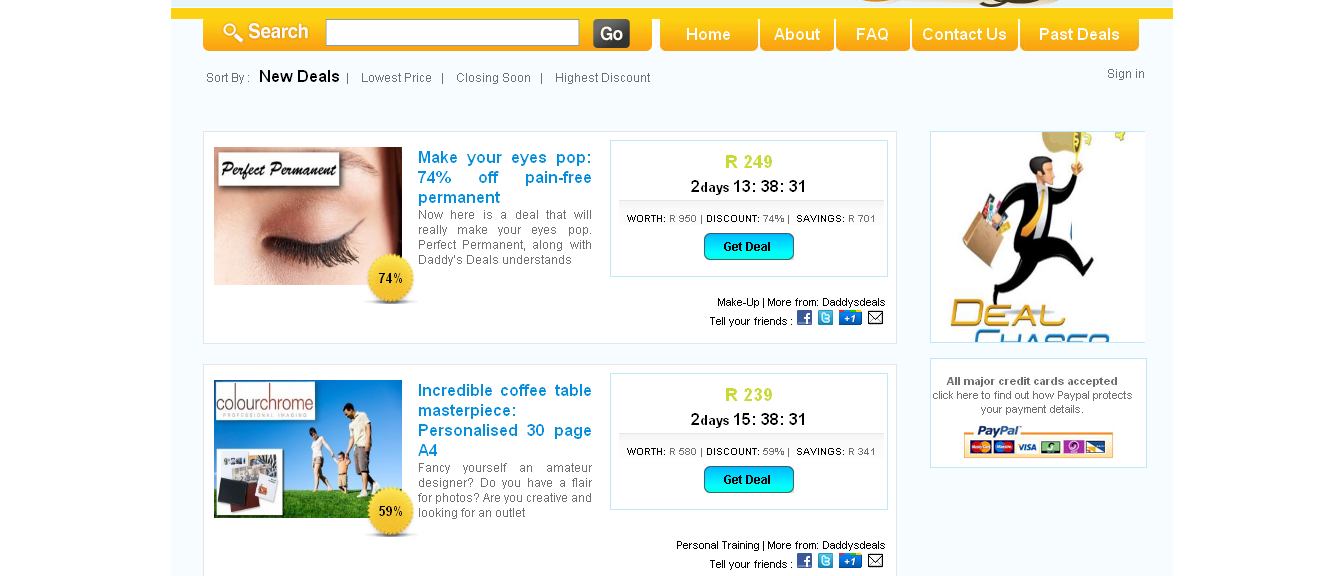 Search
Go
Home
About
FAQ
Contact Us
Past Deals
Sort By : New Deals | Lowest Price | Closing Soon | Highest Discount
Sign in
Perfect Permanent
74%
Make your eyes pop:
74% off pain-free
permanent
Now here is a deal that will
really make your eyes pop.
Perfect Permanent, along with
Daddy's Deals understands
R 249
2days 13: 38: 31
WORTH: R 950 | DISCOUNT: 74% | SAVINGS: R 701
Get Deal
Make-Up | More from: Daddysdeals
Tell your friends :
+1
DEAL
CHASER
All major credit cards accepted
click here to find out how Paypal protects
your payment details.
PayPal
VISA
colourchrome
PROFESSIONAL IMAGING
59%
Incredible coffee table
masterpiece:
Personalised 30 page
A4
Fancy yourself an amateur
designer? Do you have a flair
for photos? Are you creative and
looking for an outlet
R 239
2days 15: 38: 31
WORTH: R 580 | DISCOUNT: 59% | SAVINGS: R 341
Get Deal
Personal Training | More from: Daddysdeals
Tell your friends :
+1